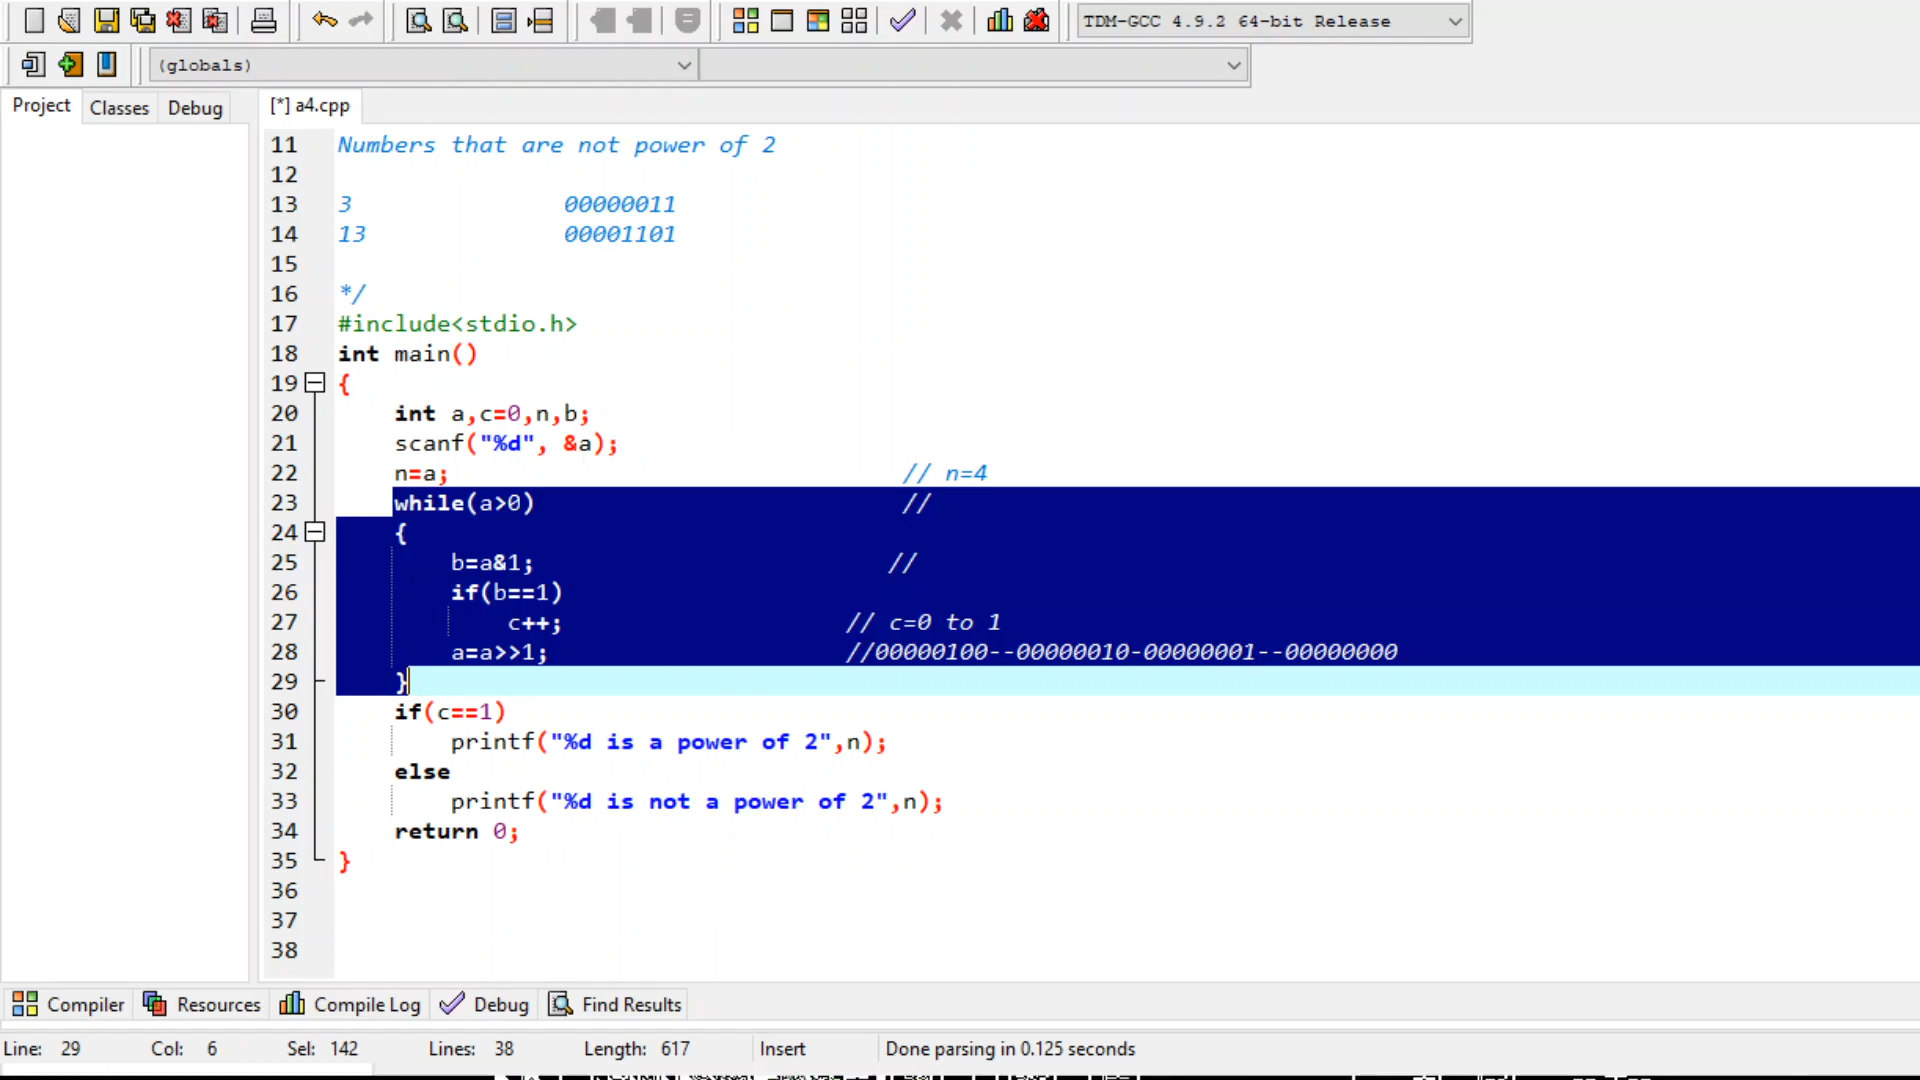 TDM-GCC 4.9.2 64-bit Release
(globals)
Project Classes Debug [*] a4.cpp
11 Numbers that are not power of 2
12
13 3 00000011
14 13 00001101
15
16 */
17 #include<stdio.h>
18 int main()
19 {
20 int a,c=0,n,b;
21 scanf("%d", &a);
22 n=a; // n=4
23 while(a>0) //
24 {
25 b=a&1; //
26 if(b==1)
27 c++; // c=0 to 1
28 a=a>>1; //00000100--00000010-00000001--00000000
29 }
30 if(c==1)
31 printf("%d is a power of 2",n);
32 else
33 printf("%d is not a power of 2",n);
34 return 0;
35 }
36
37
38
Compiler Resources Compile Log Debug Find Results
Line: 29 Col: 6 Sel: 142 Lines: 38 Length: 617 Insert Done parsing in 0.125 seconds